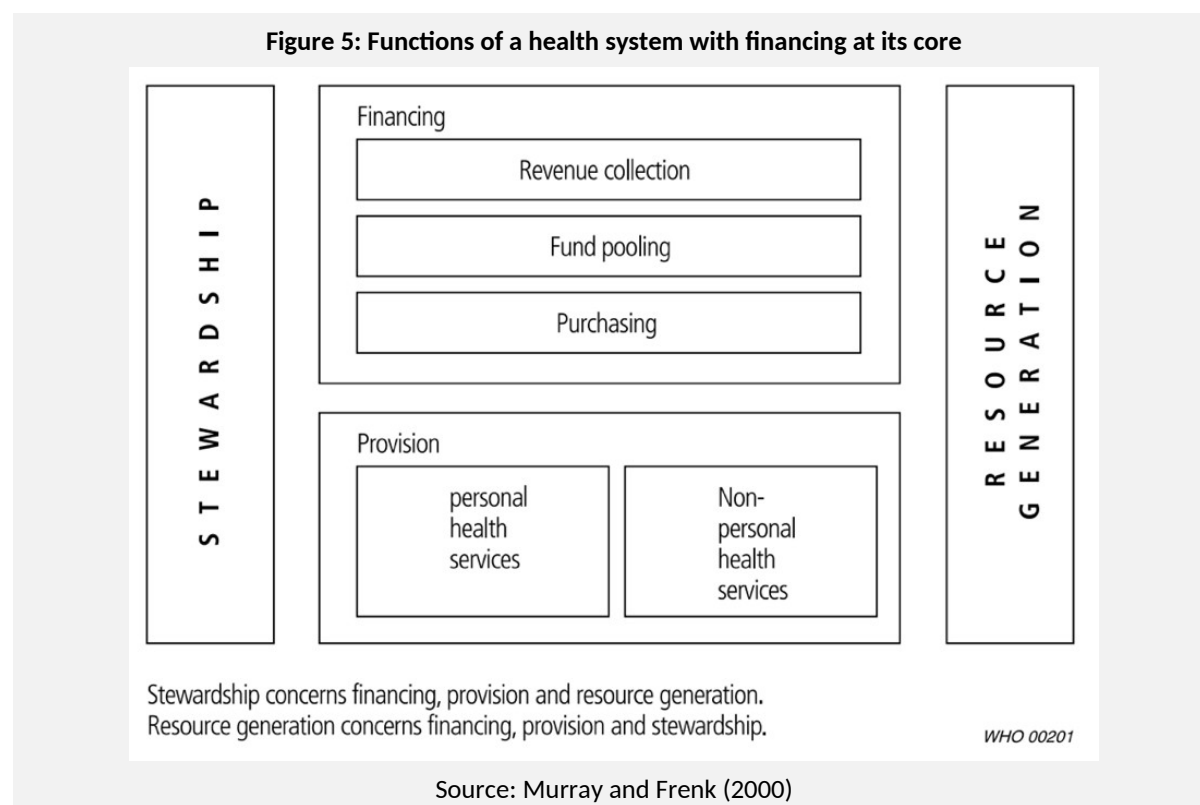 Figure 5: Functions of a health system with financing at its core
STEWARDSHIP
Financing
Revenue collection
Fund pooling
Purchasing
Provision
personal
health
services
Non-
personal
health
services
RESOURCE
GENERATION
Stewardship concerns financing, provision and resource generation.
Resource generation concerns financing, provision and stewardship.
WHO 00201
Source: Murray and Frenk (2000)